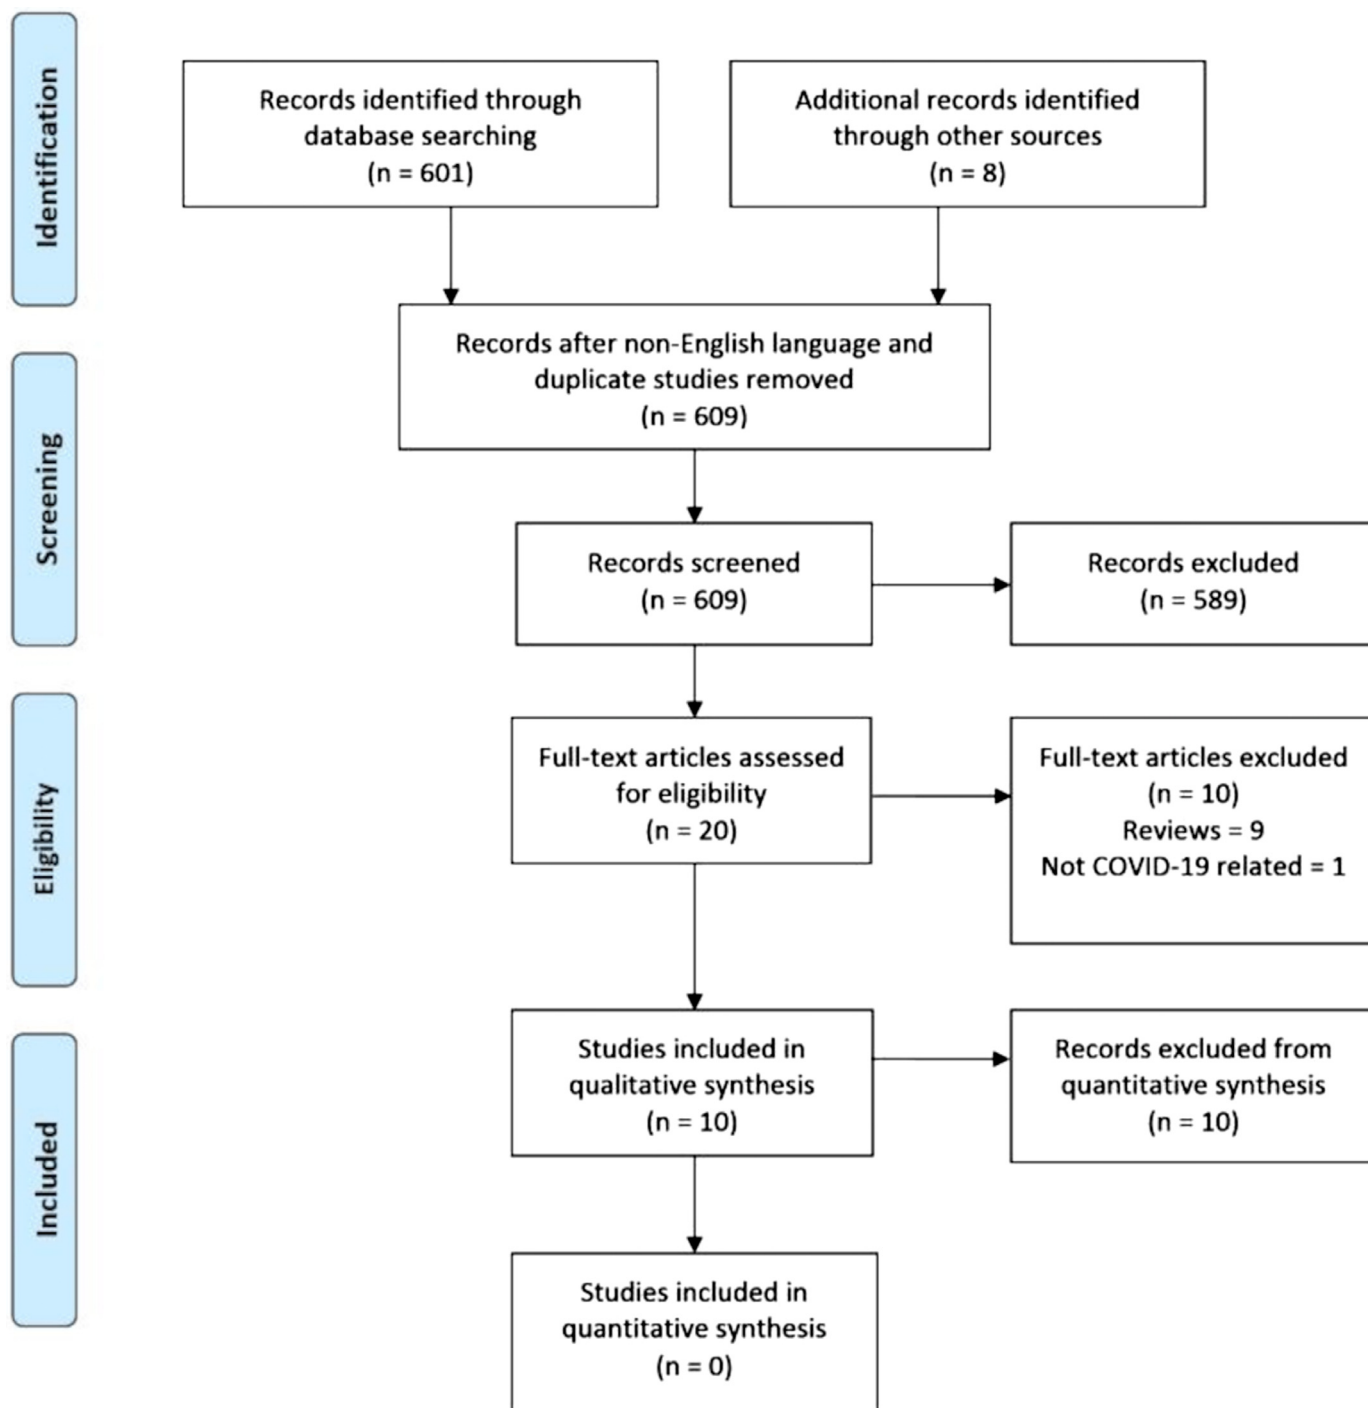 Identification
Records identified through
database searching
(n = 601)
Additional records identified
through other sources
(n = 8)
Records after non-English language and
duplicate studies removed
(n = 609)
Screening
Records screened
(n = 609)
Records excluded
(n = 589)
Eligibility
Full-text articles assessed
for eligibility
(n = 20)
Full-text articles excluded
(n = 10)
Reviews = 9
Not COVID-19 related = 1
Included
Studies included in
qualitative synthesis
(n = 10)
Records excluded from
quantitative synthesis
(n = 10)
Studies included in
quantitative synthesis
(n = 0)